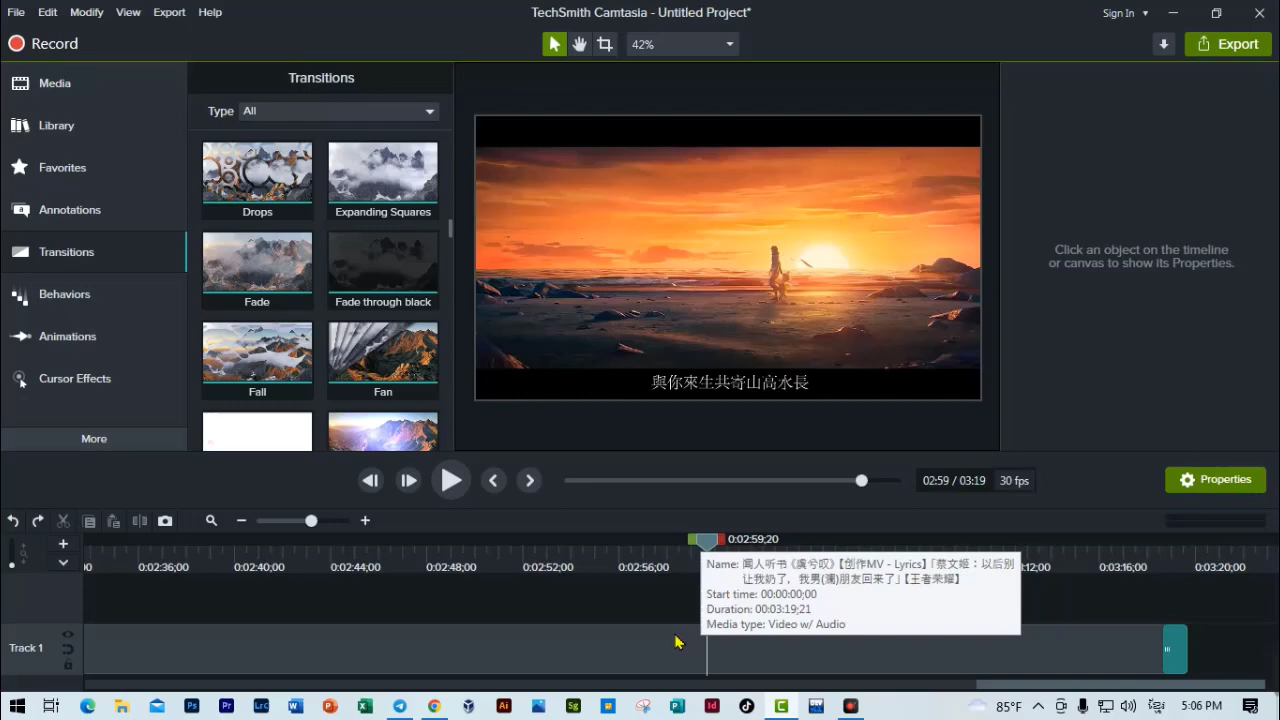 File Edit Modify View Export Help
TechSmith Camtasia - Untitled Project*
Sign In
Record
42%
Export
Media
Library
Favorites
Annotations
Transitions
Behaviors
Animations
Cursor Effects
More
Transitions
Type All
Drops Expanding Squares
Fade Fade through black
Fall Fan
與你來生共寄山高水長
Click an object on the timeline
or canvas to show its Properties.
02:59 / 03:19 30 fps
Properties
0:02:59;20
0:02:36;00 0:02:40;00 0:02:44;00 0:02:48;00 0:02:52;00 0:02:56;00 :12;00 0:03:16;00 0:03:20;00
Name: 闻人听书《虞兮叹》【创作MV - Lyrics】「蔡文姬：以后别
让我奶了，我男(澜)朋友回来了」【王者荣耀】
Start time: 00:00:00;00
Duration: 00:03:19;21
Media type: Video w/ Audio
Track 1
85°F
5:06 PM